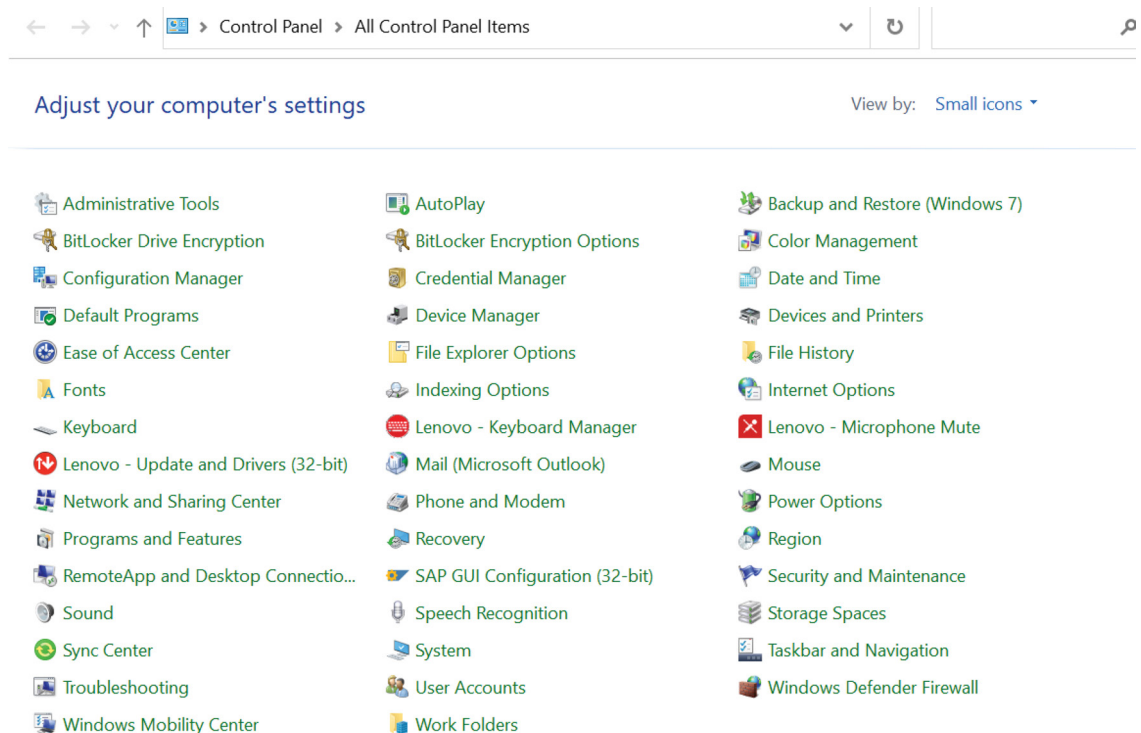 Control Panel > All Control Panel Items
Adjust your computer's settings
View by: Small icons
Administrative Tools
AutoPlay
Backup and Restore (Windows 7)
BitLocker Drive Encryption
BitLocker Encryption Options
Color Management
Configuration Manager
Credential Manager
Date and Time
Default Programs
Device Manager
Devices and Printers
Ease of Access Center
File Explorer Options
File History
Fonts
Indexing Options
Internet Options
Keyboard
Lenovo - Keyboard Manager
Lenovo - Microphone Mute
Lenovo - Update and Drivers (32-bit)
Mail (Microsoft Outlook)
Mouse
Network and Sharing Center
Phone and Modem
Power Options
Programs and Features
Recovery
Region
RemoteApp and Desktop Connectio...
SAP GUI Configuration (32-bit)
Security and Maintenance
Sound
Speech Recognition
Storage Spaces
Sync Center
System
Taskbar and Navigation
Troubleshooting
User Accounts
Windows Defender Firewall
Windows Mobility Center
Work Folders